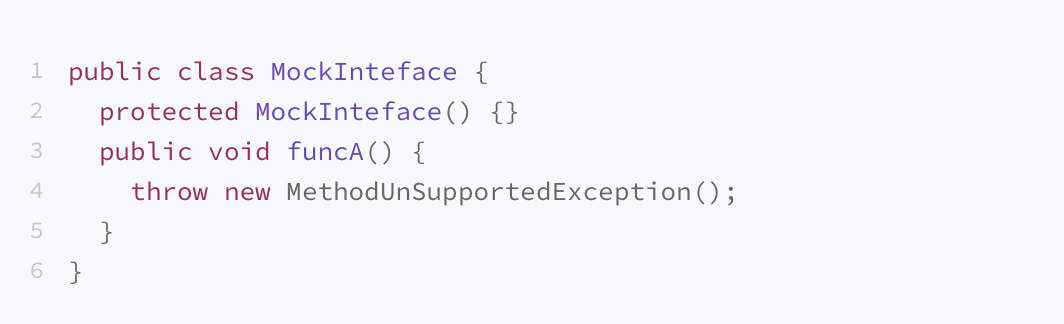 1 public class MockInteface {
2   protected MockInteface() {}
3   public void funcA() {
4     throw new MethodUnSupportedException();
5   }
6 }